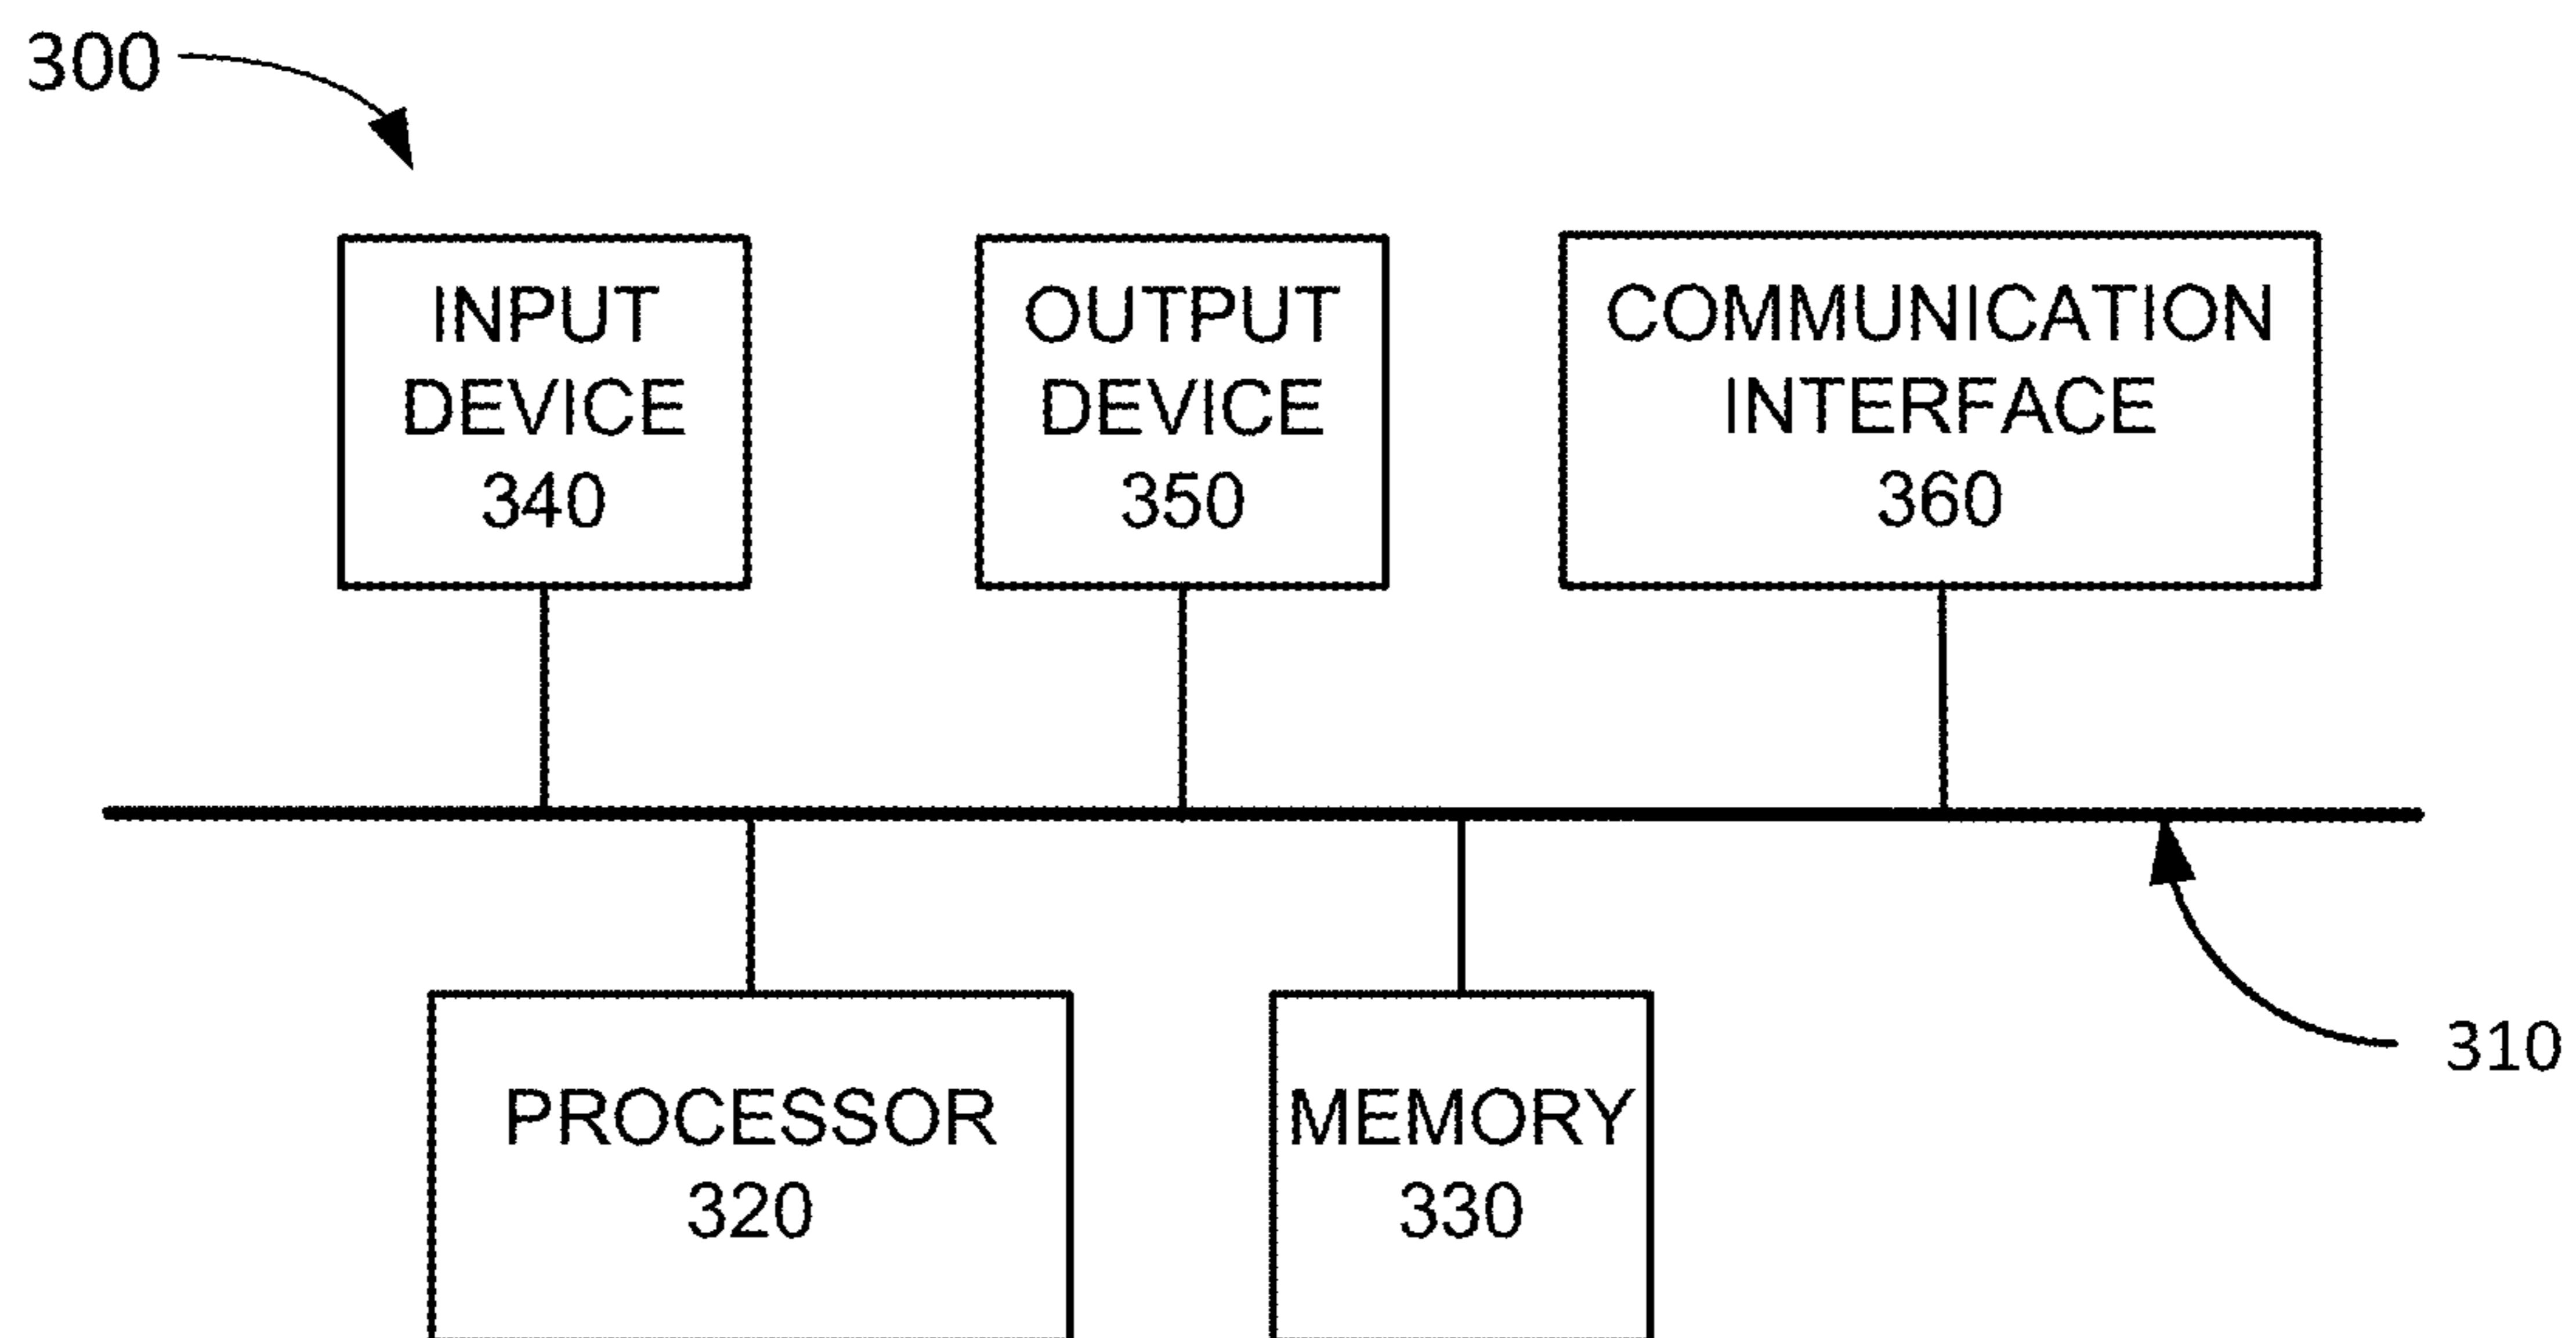 300
INPUT
DEVICE
340
OUTPUT
DEVICE
350
COMMUNICATION
INTERFACE
360
310
PROCESSOR
320
MEMORY
330